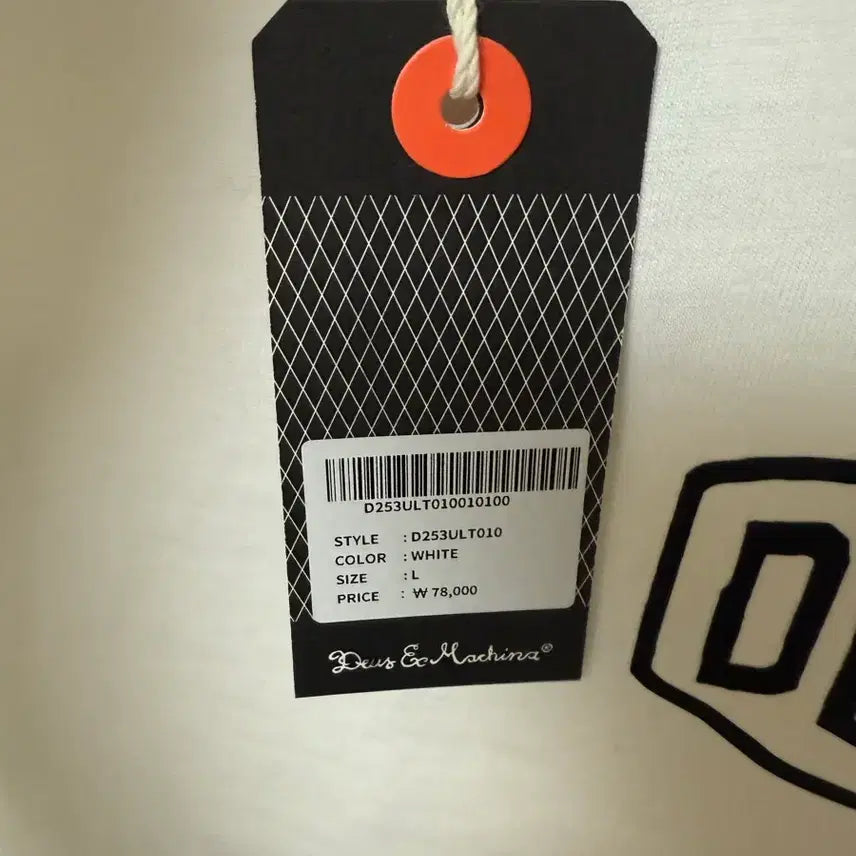 D253ULT010010100
STYLE : D253ULT010
COLOR : WHITE
SIZE : L
PRICE : ₩ 78,000
Deus Ex Machina®
D